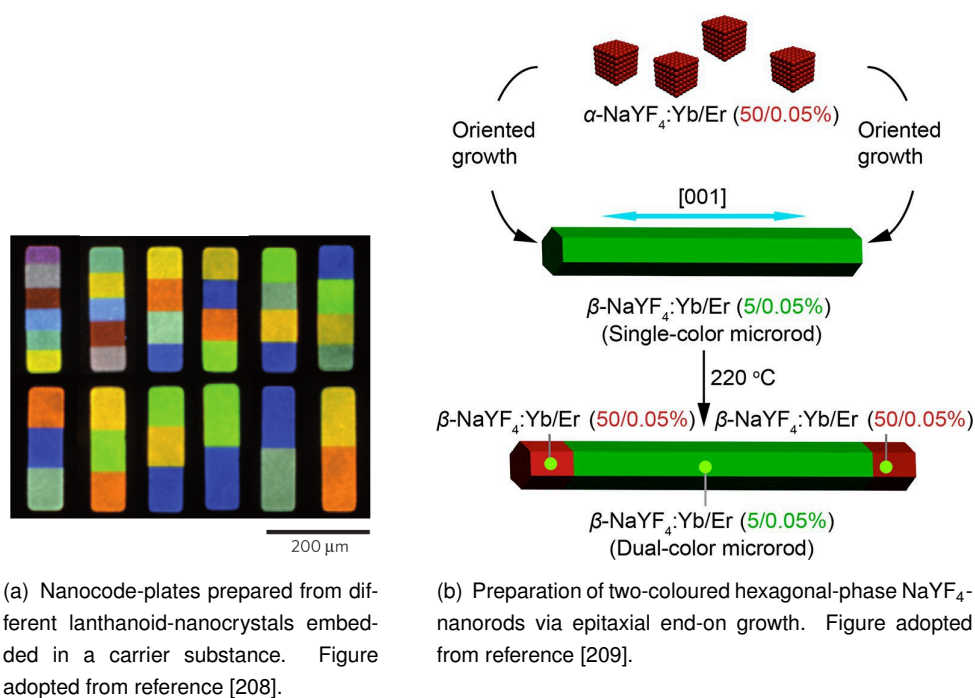 α-NaYF₄:Yb/Er (50/0.05%)
Oriented growth
Oriented growth
[001]
β-NaYF₄:Yb/Er (5/0.05%)
(Single-color microrod)
220 °C
β-NaYF₄:Yb/Er (50/0.05%)
β-NaYF₄:Yb/Er (50/0.05%)
β-NaYF₄:Yb/Er (5/0.05%)
(Dual-color microrod)
200 µm
(a) Nanocode-plates prepared from dif-
ferent lanthanoid-nanocrystals embed-
ded in a carrier substance. Figure
adopted from reference [208].
(b) Preparation of two-coloured hexagonal-phase NaYF₄-
nanorods via epitaxial end-on growth. Figure adopted
from reference [209].